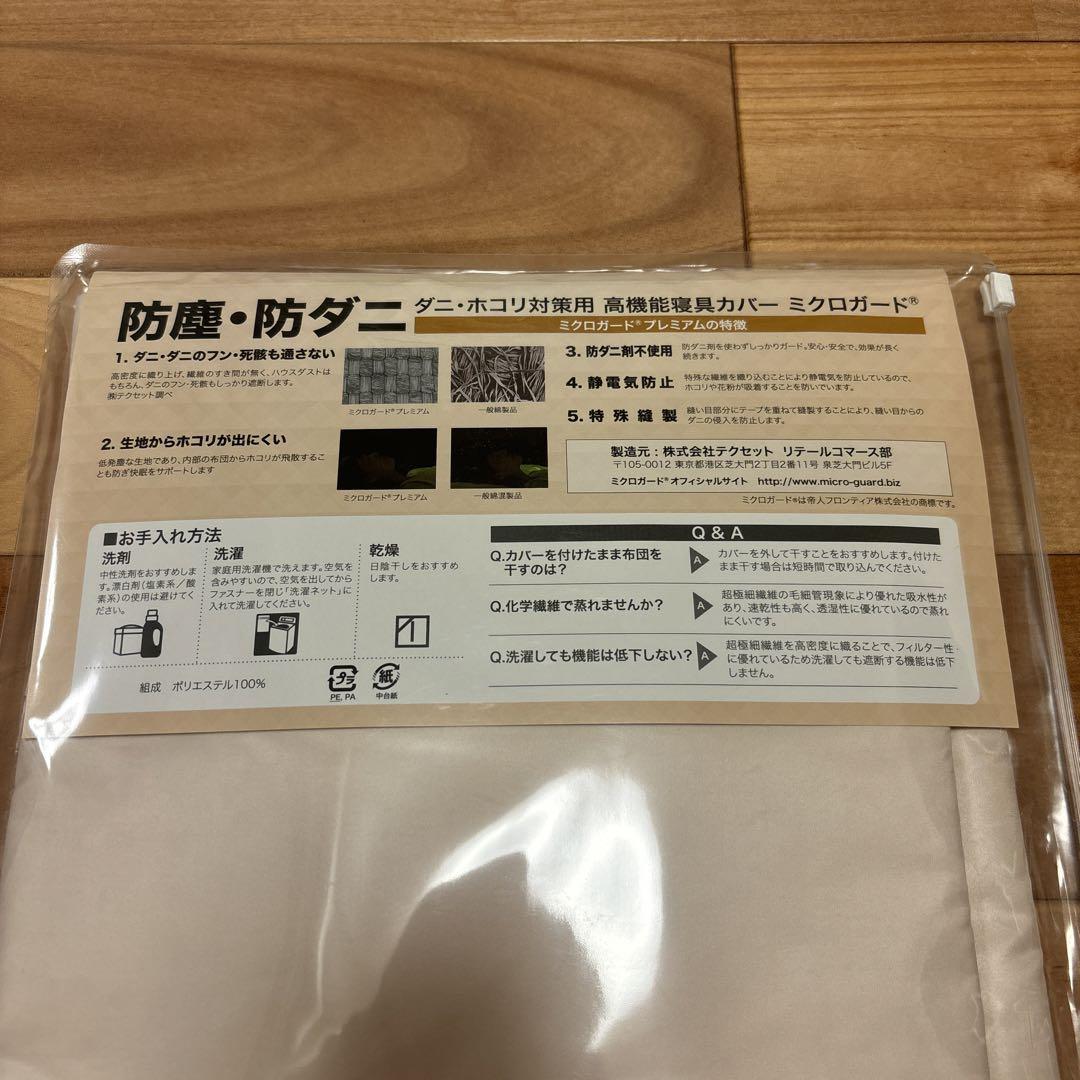 防塵・防ダニ
ダニ・ホコリ対策用 高機能寝具カバー ミクロガード®
ミクロガード®プレミアムの特徴
1. ダニ・ダニのフン・死骸も通さない
高密度に織り上げ、繊維のすき間が無く、ハウスダストは
もちろん、ダニのフン・死骸もしっかり遮断します。
㈱テクセット調べ
ミクロガード®プレミアム
一般綿製品
2. 生地からホコリが出にくい
低発塵な生地であり、内部の布団からホコリが飛散するこ
とも防ぎ快眠をサポートします
ミクロガード®プレミアム
一般綿混製品
3. 防ダニ剤不使用
防ダニ剤を使わずしっかりガード。安心・安全で、効果が長く
続きます。
4. 静電気防止
特殊な繊維を織り込むことにより静電気を防止しているので、
ホコリや花粉が吸着することを防いでいます。
5. 特殊縫製
縫い目部分にテープを重ねて縫製することにより、縫い目からの
ダニの侵入を防止します。
製造元：株式会社テクセット リテールコマース部
〒105-0012 東京都港区芝大門2丁目2番11号 泉芝大門ビル5F
ミクロガード®オフィシャルサイト http://www.micro-guard.biz
ミクロガード®は帝人フロンティア株式会社の商標です。
■お手入れ方法
洗剤
中性洗剤をおすすめしま
す。漂白剤（塩素系／酸
素系）の使用は避けてく
ださい。
洗濯
家庭用洗濯機で洗えます。空気を
含みやすいので、空気を出してから
ファスナーを閉じ「洗濯ネット」に
入れて洗濯してください。
乾燥
日陰干しをおすすめ
します。
組成 ポリエステル100%
プラ
PE, PA
紙
中台紙
Q & A
Q.カバーを付けたまま布団を
干すのは?
A
カバーを外して干すことをおすすめします。付けた
まま干す場合は短時間で取り込んでください。
Q.化学繊維で蒸れませんか?
A
超極細繊維の毛細管現象により優れた吸水性が
あり、速乾性も高く、透湿性に優れているので蒸れ
にくいです。
Q.洗濯しても機能は低下しない?
A
超極細繊維を高密度に織ることで、フィルター性
に優れているため洗濯しても遮断する機能は低下
しません。